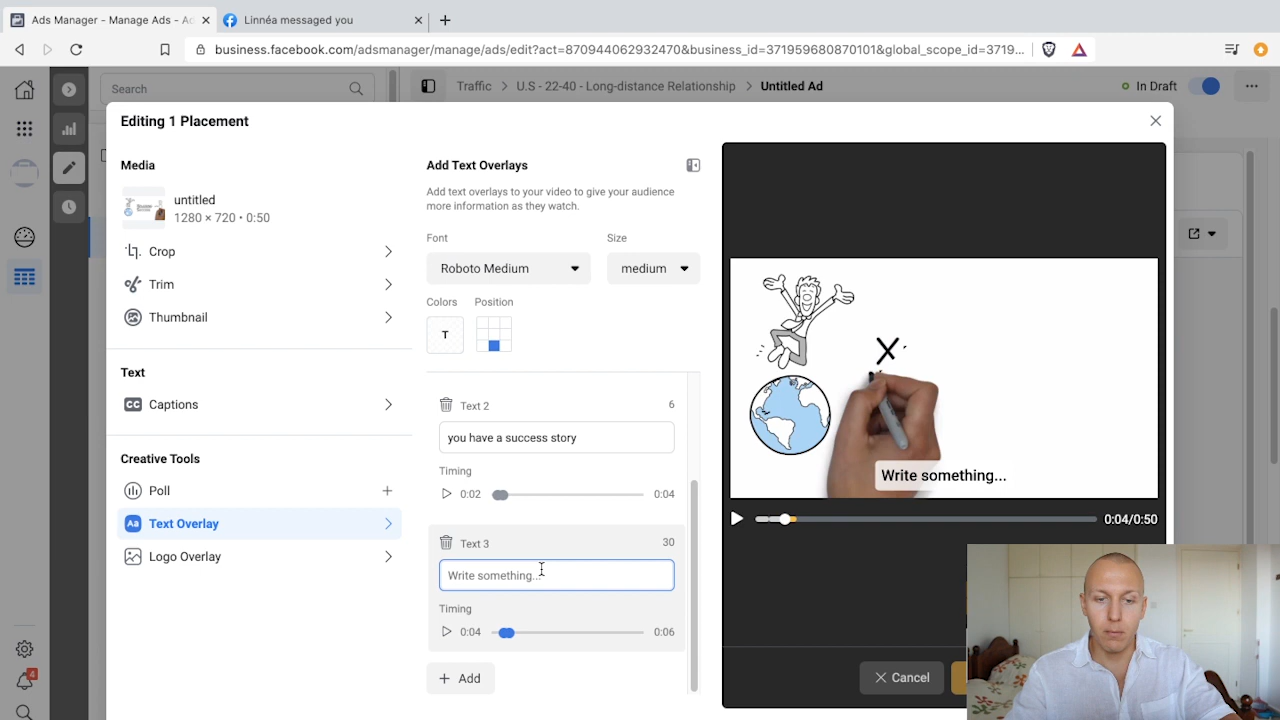 Ads Manager - Manage Ads - Ad
Linnéa messaged you
business.facebook.com/adsmanager/manage/ads/edit?act=870944062932470&business_id=371959680870101&global_scope_id=3719...
Search
Traffic > U.S - 22-40 - Long-distance Relationship > Untitled Ad
In Draft
Editing 1 Placement
Media
untitled
1280 × 720 • 0:50
Crop
Trim
Thumbnail
Text
CC Captions
Creative Tools
Poll
Aa Text Overlay
Logo Overlay
Add Text Overlays
Add text overlays to your video to give your audience
more information as they watch.
Font
Size
Roboto Medium
medium
Colors
Position
T
Text 2
6
you have a success story
Timing
0:02
0:04
Text 3
30
Write something...
Timing
0:04
0:06
+ Add
X
Write something...
0:04/0:50
Cancel
4